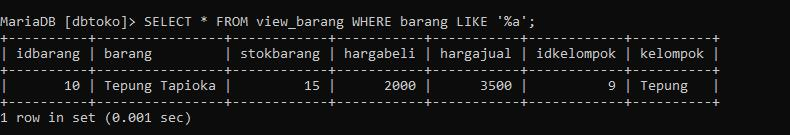 MariaDB [dbtoko]> SELECT * FROM view_barang WHERE barang LIKE '%a';
+----------+----------------+------------+-----------+-----------+------------+----------+
| idbarang | barang         | stokbarang | hargabeli | hargajual | idkelompok | kelompok |
+----------+----------------+------------+-----------+-----------+------------+----------+
|       10 | Tepung Tapioka |         15 |      2000 |      3500 |          9 | Tepung   |
+----------+----------------+------------+-----------+-----------+------------+----------+
1 row in set (0.001 sec)